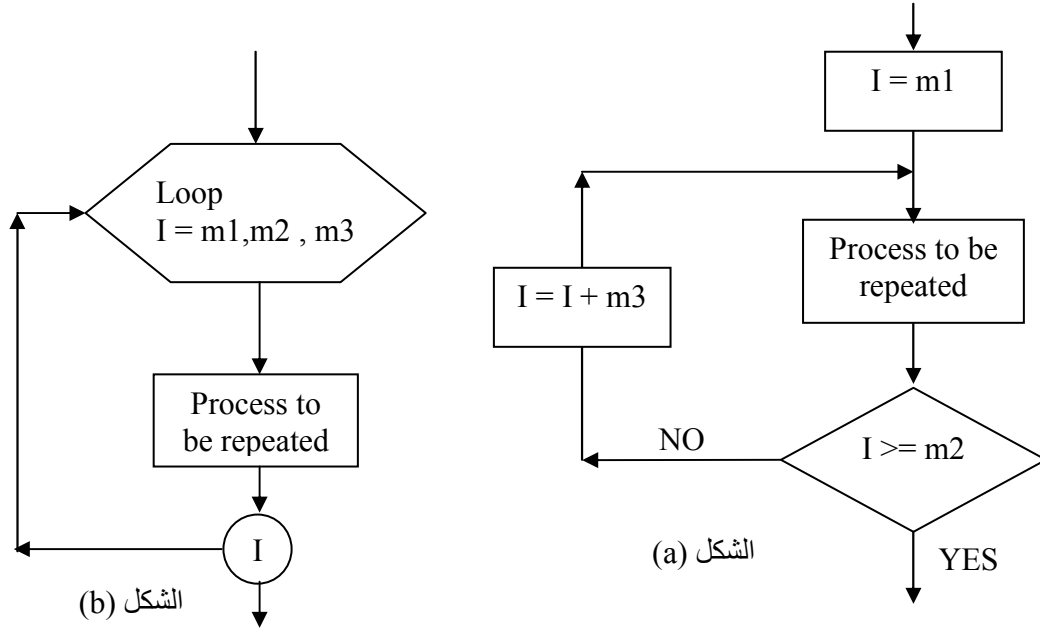 Loop
I = m1,m2 , m3
Process to
be repeated
I
الشكل (b)
I = m1
Process to be
repeated
I = I + m3
I >= m2
NO
YES
الشكل (a)